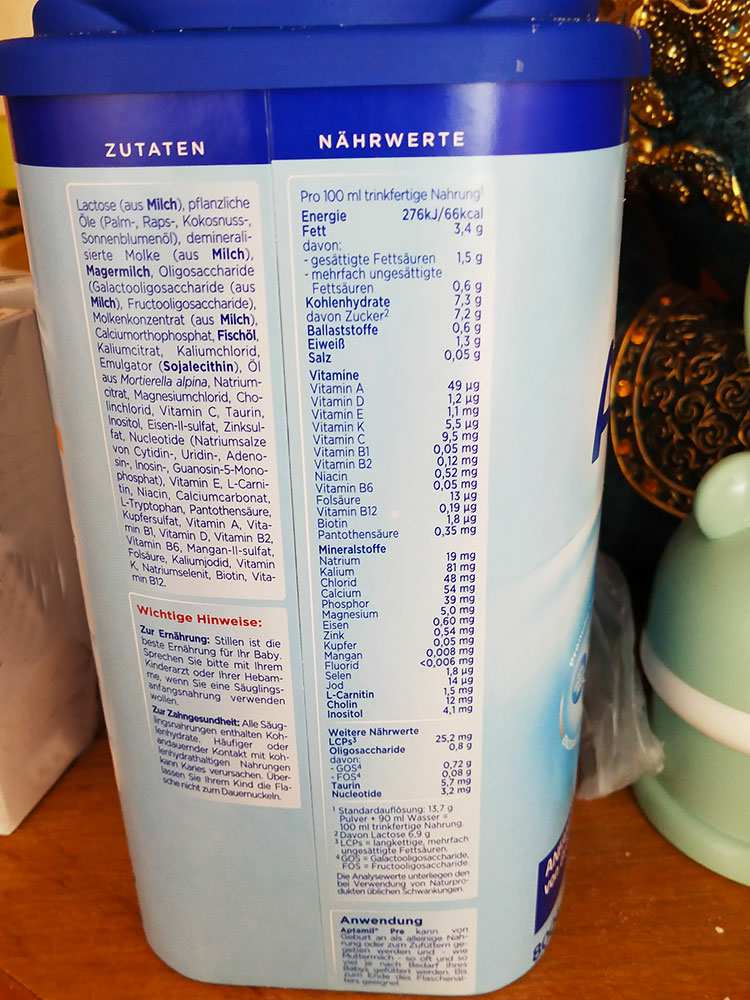 ZUTATEN
Lactose (aus Milch), pflanzliche
Öle (Palm-, Raps-, Kokosnuss-,
Sonnenblumenöl), deminerali-
sierte Molke (aus Milch),
Magermilch, Oligosaccharide
(Galactooligosaccharide (aus
Milch), Fructooligosaccharide),
Molkenkonzentrat (aus Milch),
Calciumorthophosphat, Fischöl,
Kaliumcitrat, Kaliumchlorid,
Emulgator (Sojalecithin), Öl
aus Mortierella alpina, Natrium-
citrat, Magnesiumchlorid, Cho-
linchlorid, Vitamin C, Taurin,
Inositol, Eisen-II-sulfat, Zinksul-
fat, Nucleotide (Natriumsalze
von Cytidin-, Uridin-, Adeno-
sin-, Inosin-, Guanosin-5-Mono-
phosphat), Vitamin E, L-Carni-
tin, Niacin, Calciumcarbonat,
L-Tryptophan, Pantothensäure,
Kupfersulfat, Vitamin A, Vita-
min B1, Vitamin D, Vitamin B2,
Vitamin B6, Mangan-II-sulfat,
Folsäure, Kaliumjodid, Vitamin
K, Natriumselenit, Biotin, Vita-
min B12.
Wichtige Hinweise:
Zur Ernährung: Stillen ist die
beste Ernährung für Ihr Baby.
Sprechen Sie bitte mit Ihrem
Kinderarzt oder Ihrer Hebam-
me, wenn Sie eine Säuglings-
anfangsnahrung verwenden
wollen.
Zur Zahngesundheit: Alle Säug-
lingsnahrungen enthalten Koh-
lenhydrate. Häufiger oder
andauernder Kontakt mit koh-
lenhydrathaltigen Nahrungen
kann Karies verursachen. Über-
lassen Sie Ihrem Kind die Fla-
sche nicht zum Dauernuckeln.
NÄHRWERTE
Pro 100 ml trinkfertige Nahrung¹
Energie 276kJ/66kcal
Fett 3,4 g
davon:
- gesättigte Fettsäuren 1,5 g
- mehrfach ungesättigte
Fettsäuren 0,6 g
Kohlenhydrate 7,3 g
davon Zucker² 7,2 g
Ballaststoffe 0,6 g
Eiweiß 1,3 g
Salz 0,05 g
Vitamine
Vitamin A 49 µg
Vitamin D 1,2 µg
Vitamin E 1,1 mg
Vitamin K 5,5 µg
Vitamin C 9,5 mg
Vitamin B1 0,05 mg
Vitamin B2 0,12 mg
Niacin 0,52 mg
Vitamin B6 0,05 mg
Folsäure 13 µg
Vitamin B12 0,19 µg
Biotin 1,8 µg
Pantothensäure 0,35 mg
Mineralstoffe
Natrium 19 mg
Kalium 81 mg
Chlorid 48 mg
Calcium 54 mg
Phosphor 39 mg
Magnesium 5,0 mg
Eisen 0,60 mg
Zink 0,54 mg
Kupfer 0,05 mg
Mangan 0,008 mg
Fluorid <0,006 mg
Selen 1,8 µg
Jod 14 µg
L-Carnitin 1,5 mg
Cholin 12 mg
Inositol 4,1 mg
Weitere Nährwerte
LCPs³ 25,2 mg
Oligosaccharide 0,8 g
davon:
- GOS⁴ 0,72 g
- FOS⁴ 0,08 g
Taurin 5,7 mg
Nucleotide 3,2 mg
¹ Standardauflösung: 13,7 g
Pulver + 90 ml Wasser =
100 ml trinkfertige Nahrung.
² Davon Lactose 6,9 g
³ LCPs = langkettige, mehrfach
ungesättigte Fettsäuren.
⁴ GOS = Galactooligosaccharide,
FOS = Fructooligosaccharide.
Die Analysewerte unterliegen den
bei Verwendung von Naturpro-
dukten üblichen Schwankungen.
Anwendung
Aptamil® Pre kann von
Geburt an als alleinige Nah-
rung oder zum Zufüttern ge-
geben werden und - wie
Muttermilch - so oft und so
viel je nach Bedarf Ihres
Babys gefüttert werden. Bis
zum Ende des Flaschenal-
ters geeignet.